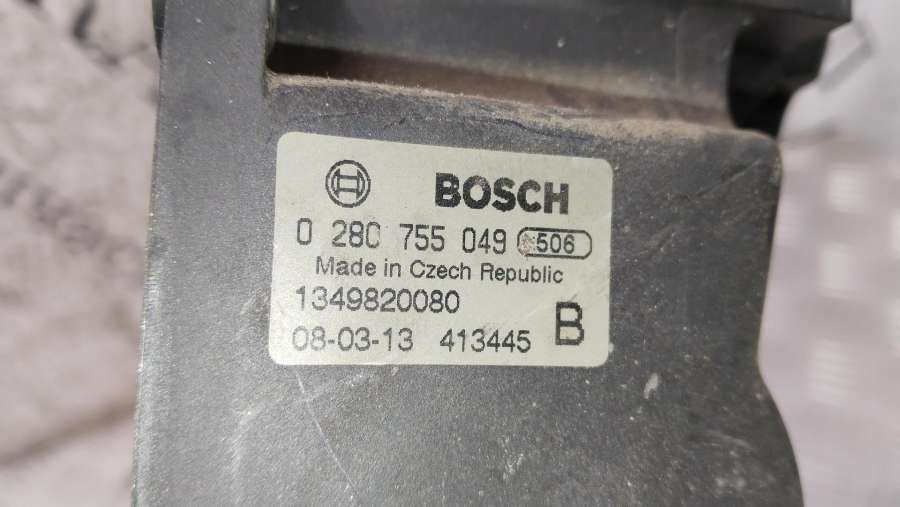 BOSCH
0 280 755 049 506
Made in Czech Republic
1349820080
08-03-13 413445 B